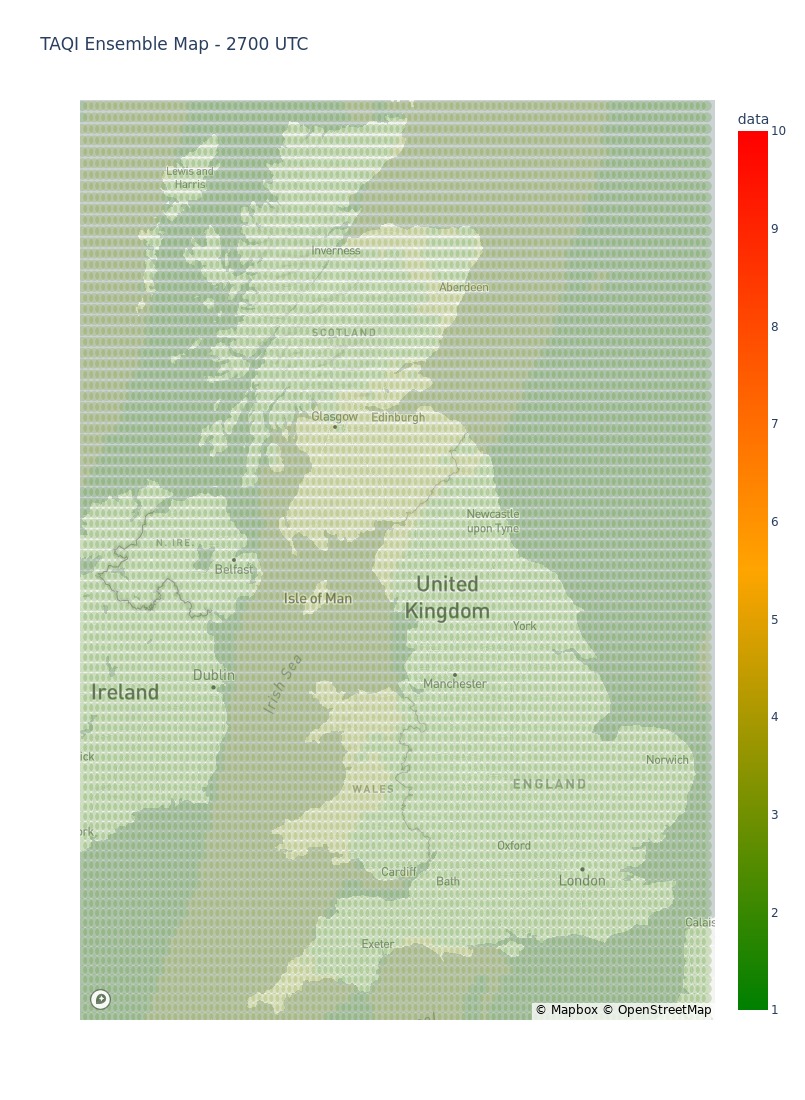 TAQI Ensemble Map - 2700 UTC
data
10
9
8
7
6
5
4
3
2
1
Lewis and
Harris
Inverness
Aberdeen
SCOTLAND
Glasgow
Edinburgh
Newcastle
upon Tyne
N. IRE.
Belfast
United
Kingdom
Isle of Man
York
Irish Sea
Dublin
Manchester
Ireland
ick
Norwich
WALES
ENGLAND
ork
Oxford
Cardiff
Bath
London
Calais
Exeter
© Mapbox © OpenStreetMap